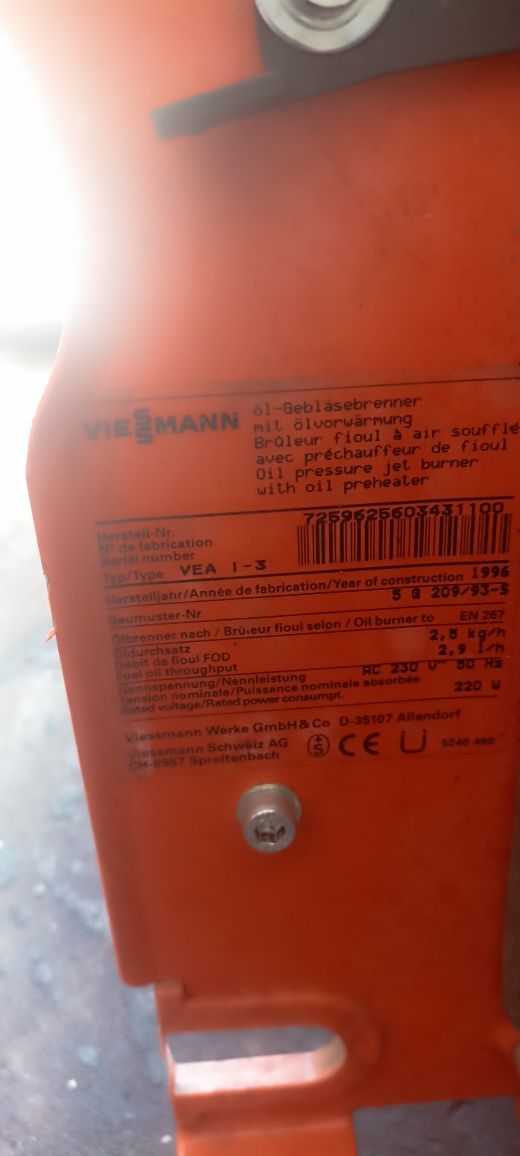 VIESSMANN
öl-Gebläsebrenner
mit ölvorwärmung
Brûleur fioul à air soufflé
avec préchauffeur de fioul
Oil pressure jet burner
with oil preheater
7259625603431100
Herstell-Nr.
N° de fabrication
Serial number
Typ/Type VEA I-3
Herstelljahr/Année de fabrication/Year of construction 1996
Baumuster-Nr. 5 G 209/93-S
Ölbrenner nach / Brûleur fioul selon / Oil burner to EN 267
Öldurchsatz 2,5 kg/h
Débit de fioul FOD 2,9 l/h
Fuel oil throughput
Nennspannung/Nennleistung AC 230 V~ 50 Hz
Tension nominale/Puissance nominale absorbée
Rated voltage/Rated power consumpt. 220 W
Viessmann Werke GmbH & Co D-35107 Allendorf
Viessmann Schweiz AG
CH-8957 Spreitenbach
S CE Ü 5240 480